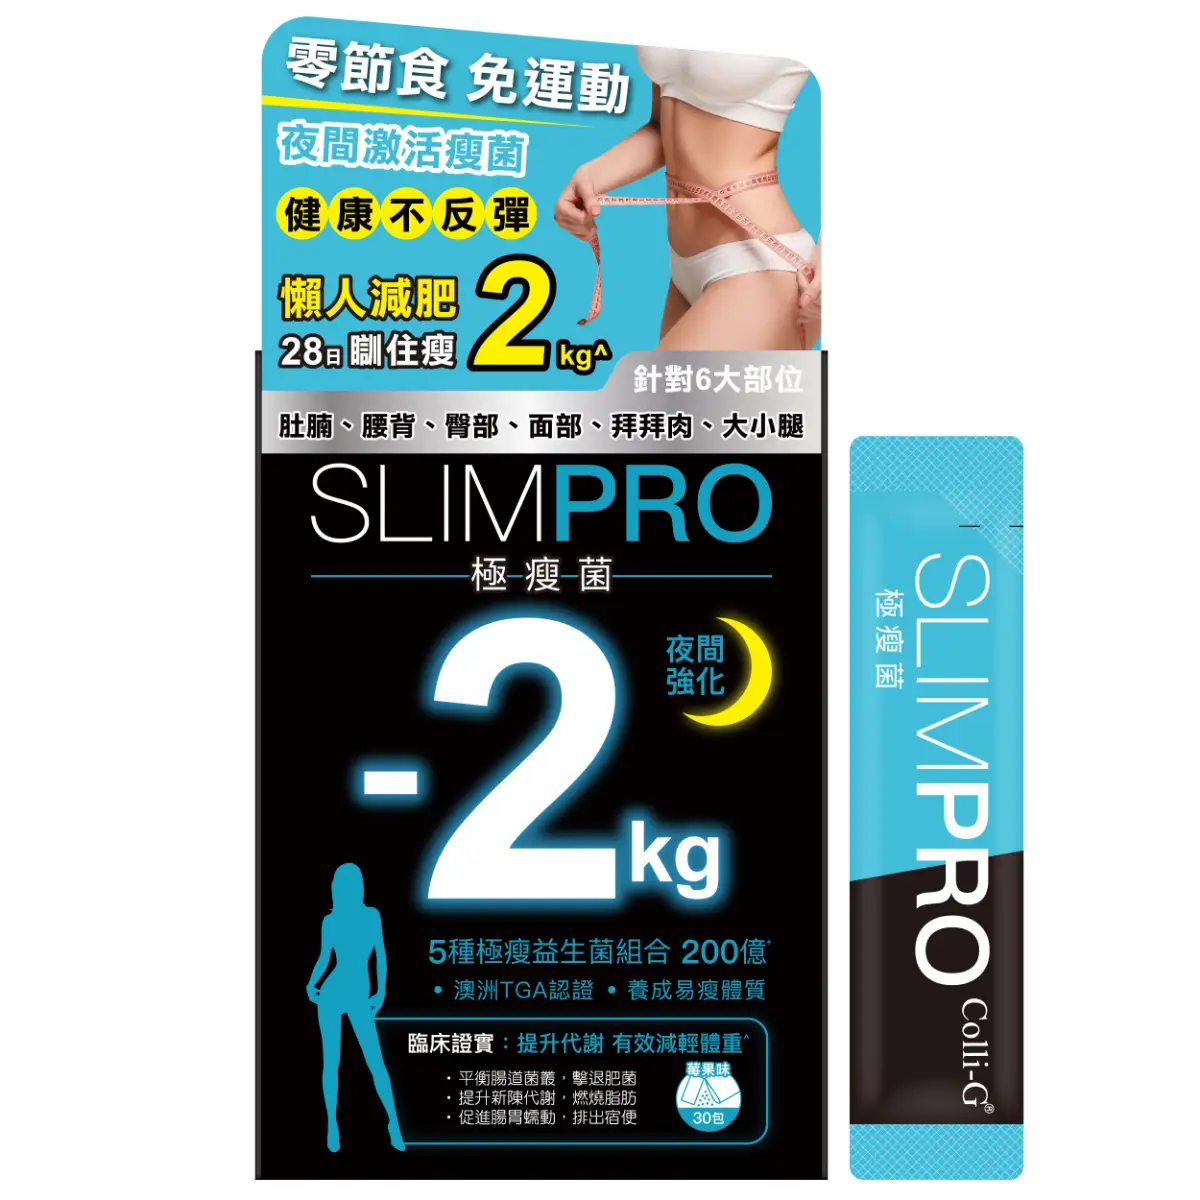 零節食 免運動
夜間激活瘦菌
健康不反彈
懶人減肥 2kg^
28日瞓住瘦
針對6大部位
肚腩、腰背、臀部、面部、拜拜肉、大小腿
SLIMPRO
極瘦菌
夜間
強化
-2kg
5種極瘦益生菌組合 200億+
• 澳洲TGA認證 • 養成易瘦體質
臨床證實：提升代謝 有效減輕體重^
・平衡腸道菌叢，擊退肥菌
・提升新陳代謝，燃燒脂肪
・促進腸胃蠕動，排出宿便
莓果味
30包
SLIMPRO Colli-G®
極瘦菌